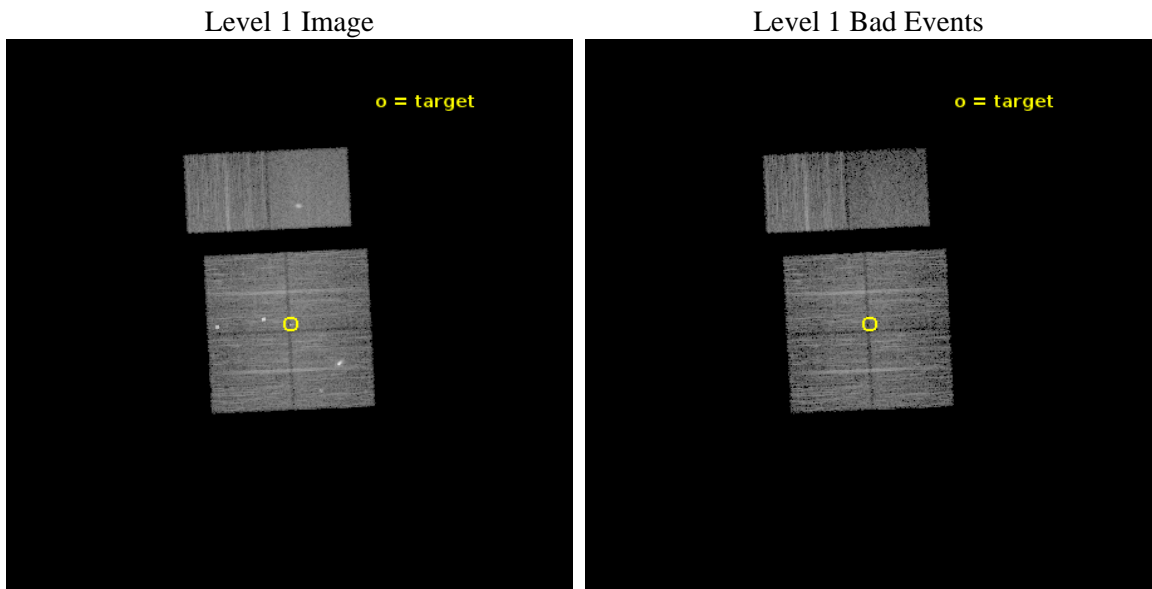 Level 1 Image
Level 1 Bad Events
o = target
o = target